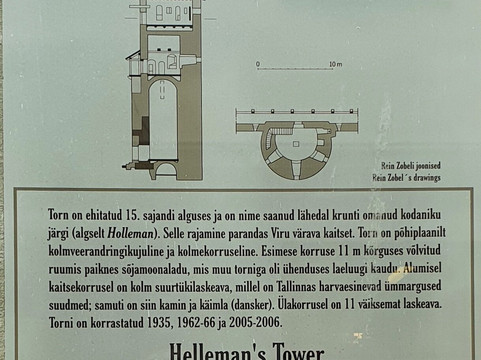 0 10 m
Rein Zobeli joonised
Rein Zobel´s drawings
Torn on ehitatud 15. sajandi alguses ja on nime saanud lähedal krunti omanud kodaniku
järgi (algselt Holleman). Selle rajamine parandas Viru värava kaitset. Torn on põhiplaanilt
kolmveerandringikujuline ja kolmekorruseline. Esimese korruse 11 m kõrguses võlvitud
ruumis paiknes sõjamoonaladu, mis muu torniga oli ühenduses laeluugi kaudu. Alumisel
kaitsekorrusel on kolm suurtükilaskeava, millel on Tallinnas harvaesinevad ümmargused
suudmed; samuti on siin kamin ja käimla (dansker). Ülakorrusel on 11 väiksemat laskeava.
Torni on korrastatud 1935, 1962-66 ja 2005-2006.
Helleman's Tower